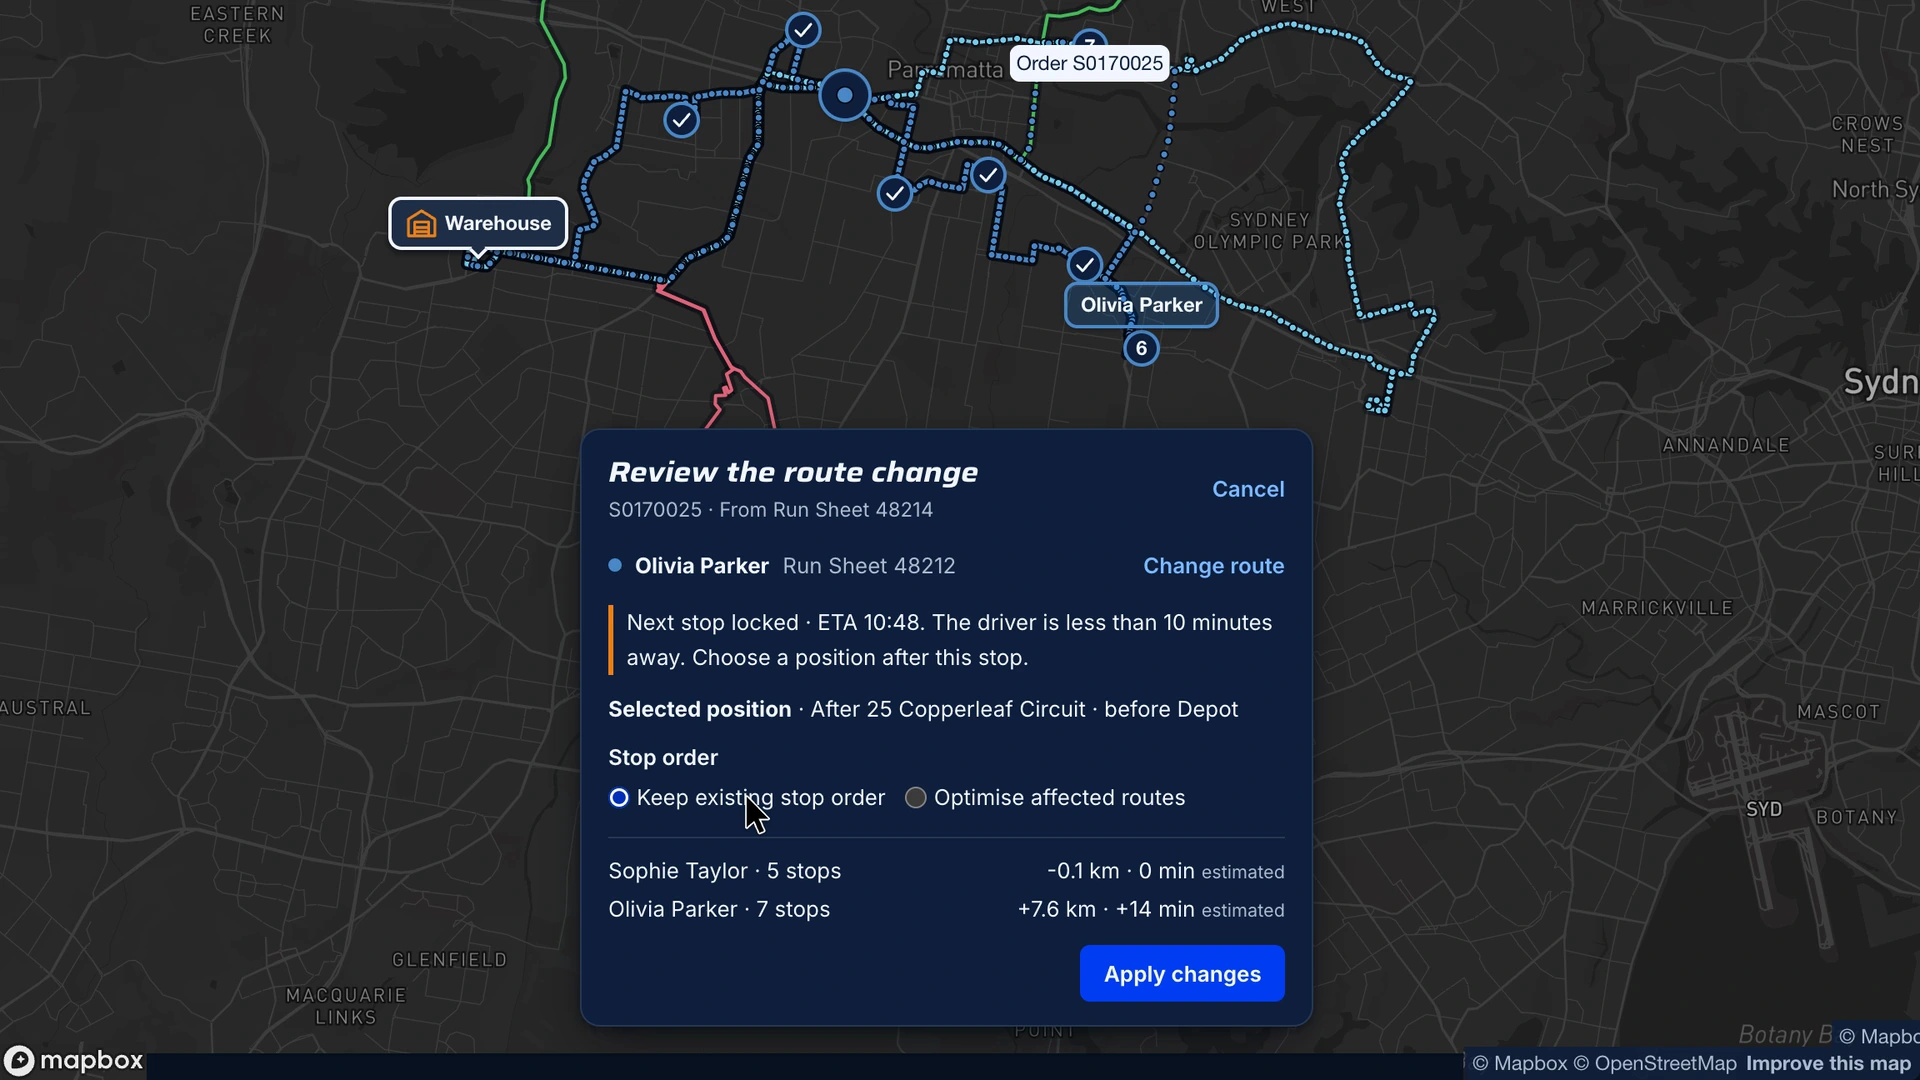 EASTERN
CREEK
WEST
7
Order S0170025
CROWS
NEST
North Sy
SYDNEY
OLYMPIC PARK
Warehouse
Olivia Parker
6
Sydn
ANNANDALE
SURR
HILL
MARRICKVILLE
AUSTRAL
MASCOT
SYD
BOTANY
GLENFIELD
MACQUARIE
LINKS
Review the route change
Cancel
S0170025 · From Run Sheet 48214
Olivia Parker Run Sheet 48212
Change route
Next stop locked · ETA 10:48. The driver is less than 10 minutes
away. Choose a position after this stop.
Selected position · After 25 Copperleaf Circuit · before Depot
Stop order
Keep existing stop order
Optimise affected routes
Sophie Taylor · 5 stops
-0.1 km · 0 min estimated
Olivia Parker · 7 stops
+7.6 km · +14 min estimated
Apply changes
POINT
Botany B
© Mapbo
mapbox
© Mapbox © OpenStreetMap Improve this map